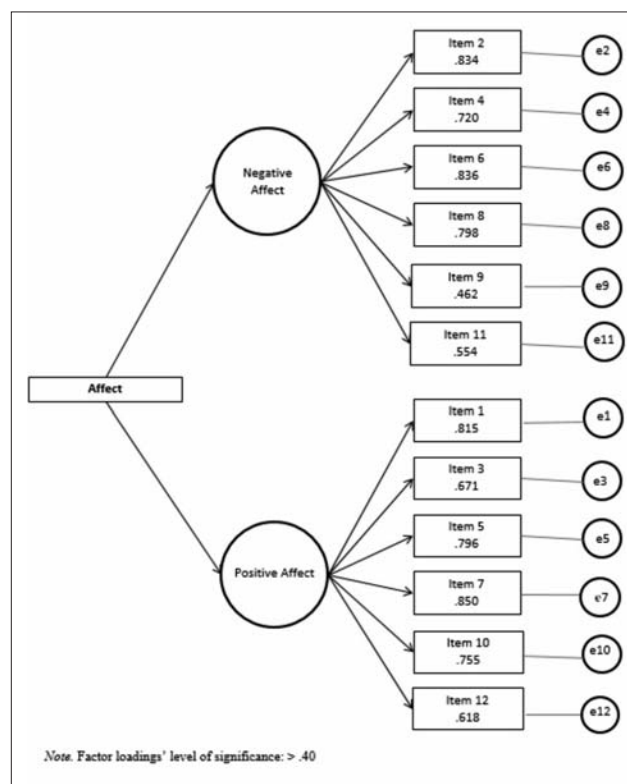 Item 2
.834
e2
Item 4
.720
e4
Negative
Affect
Item 6
.836
e6
Item 8
.798
e8
Item 9
.462
e9
Item 11
.554
e11
Affect
Item 1
.815
e1
Item 3
.671
e3
Item 5
.796
e5
Positive Affect
Item 7
.850
e7
Item 10
.755
e10
Item 12
.618
e12
Note. Factor loadings' level of significance: > .40